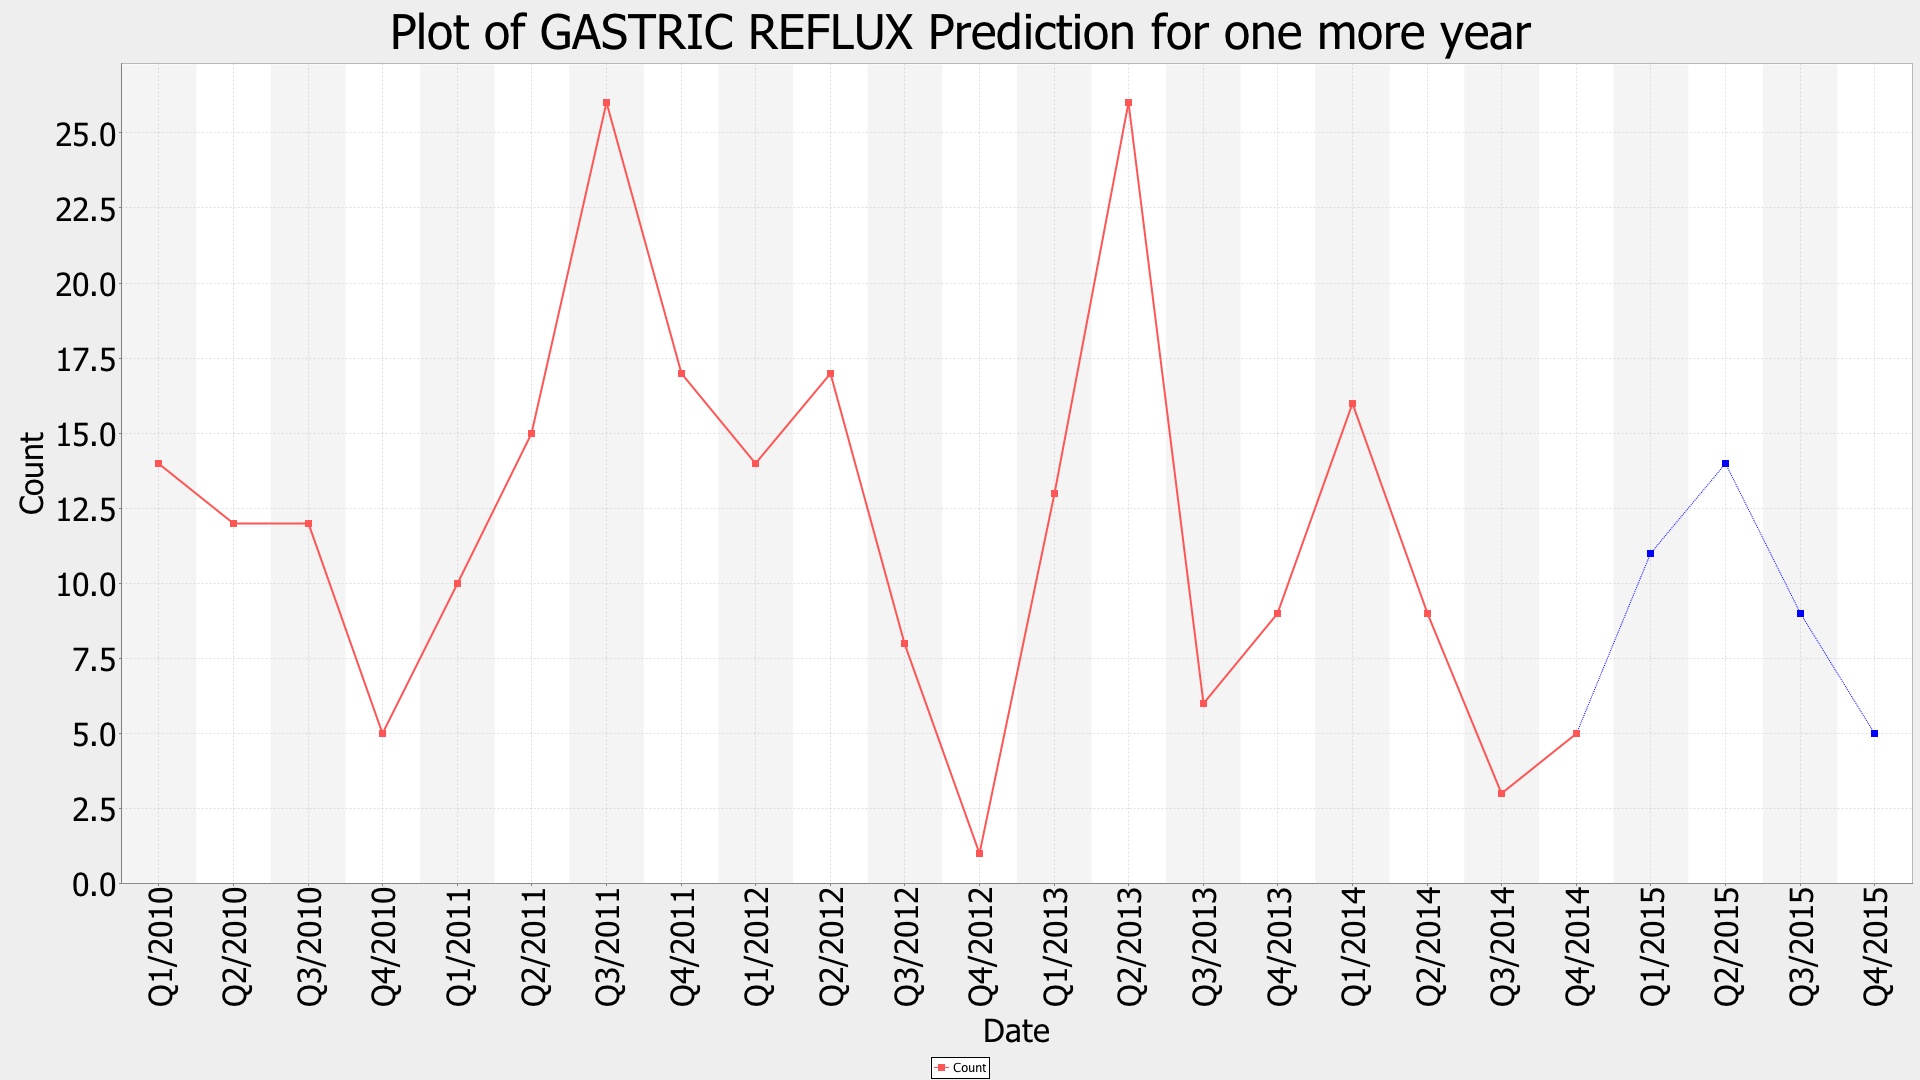 Plot of GASTRIC REFLUX Prediction for one more year
Count
25.0
22.5
20.0
17.5
15.0
12.5
10.0
7.5
5.0
2.5
0.0
Q1/2010
Q2/2010
Q3/2010
Q4/2010
Q1/2011
Q2/2011
Q3/2011
Q4/2011
Q1/2012
Q2/2012
Q3/2012
Q4/2012
Q1/2013
Q2/2013
Q3/2013
Q4/2013
Q1/2014
Q2/2014
Q3/2014
Q4/2014
Q1/2015
Q2/2015
Q3/2015
Q4/2015
Date
Count